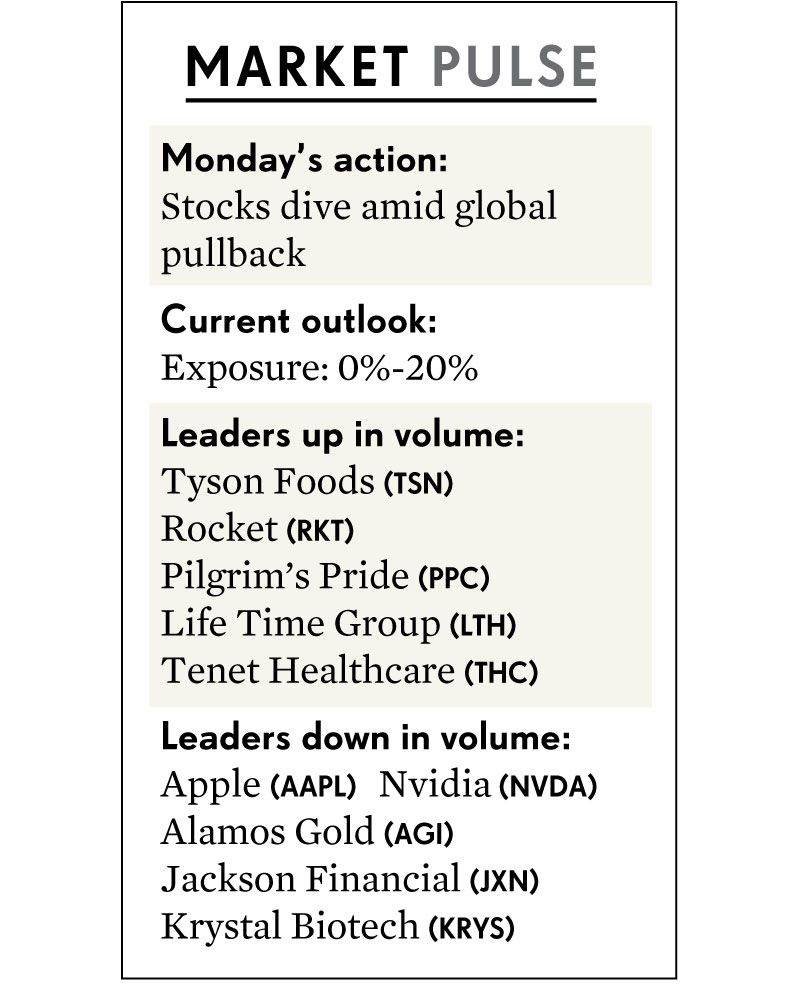 MARKET PULSE
Monday’s action:
Stocks dive amid global
pullback
Current outlook:
Exposure: 0%-20%
Leaders up in volume:
Tyson Foods (TSN)
Rocket (RKT)
Pilgrim’s Pride (PPC)
Life Time Group (LTH)
Tenet Healthcare (THC)
Leaders down in volume:
Apple (AAPL) Nvidia (NVDA)
Alamos Gold (AGI)
Jackson Financial (JXN)
Krystal Biotech (KRYS)